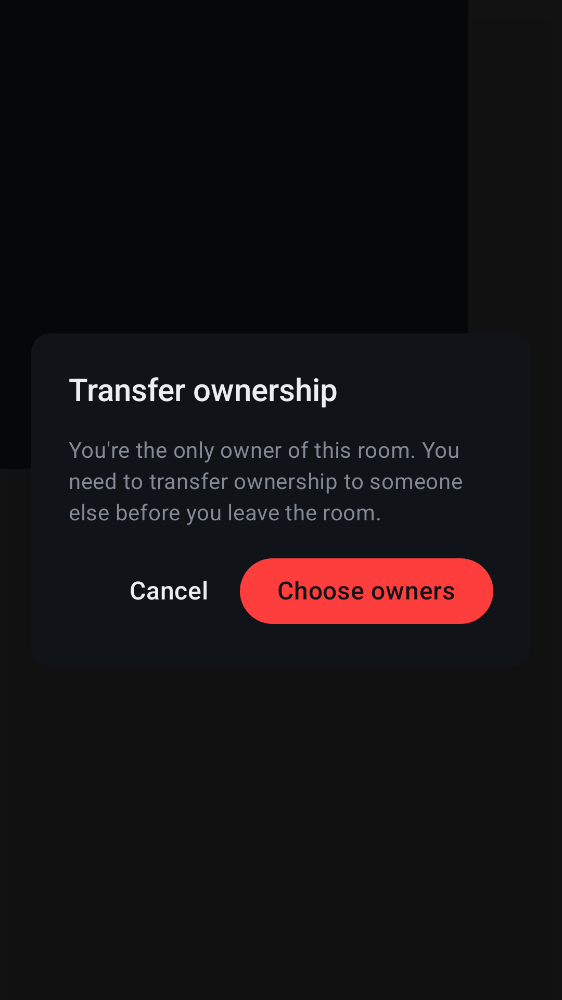 Transfer ownership
You're the only owner of this room. You
need to transfer ownership to someone
else before you leave the room.
Cancel
Choose owners